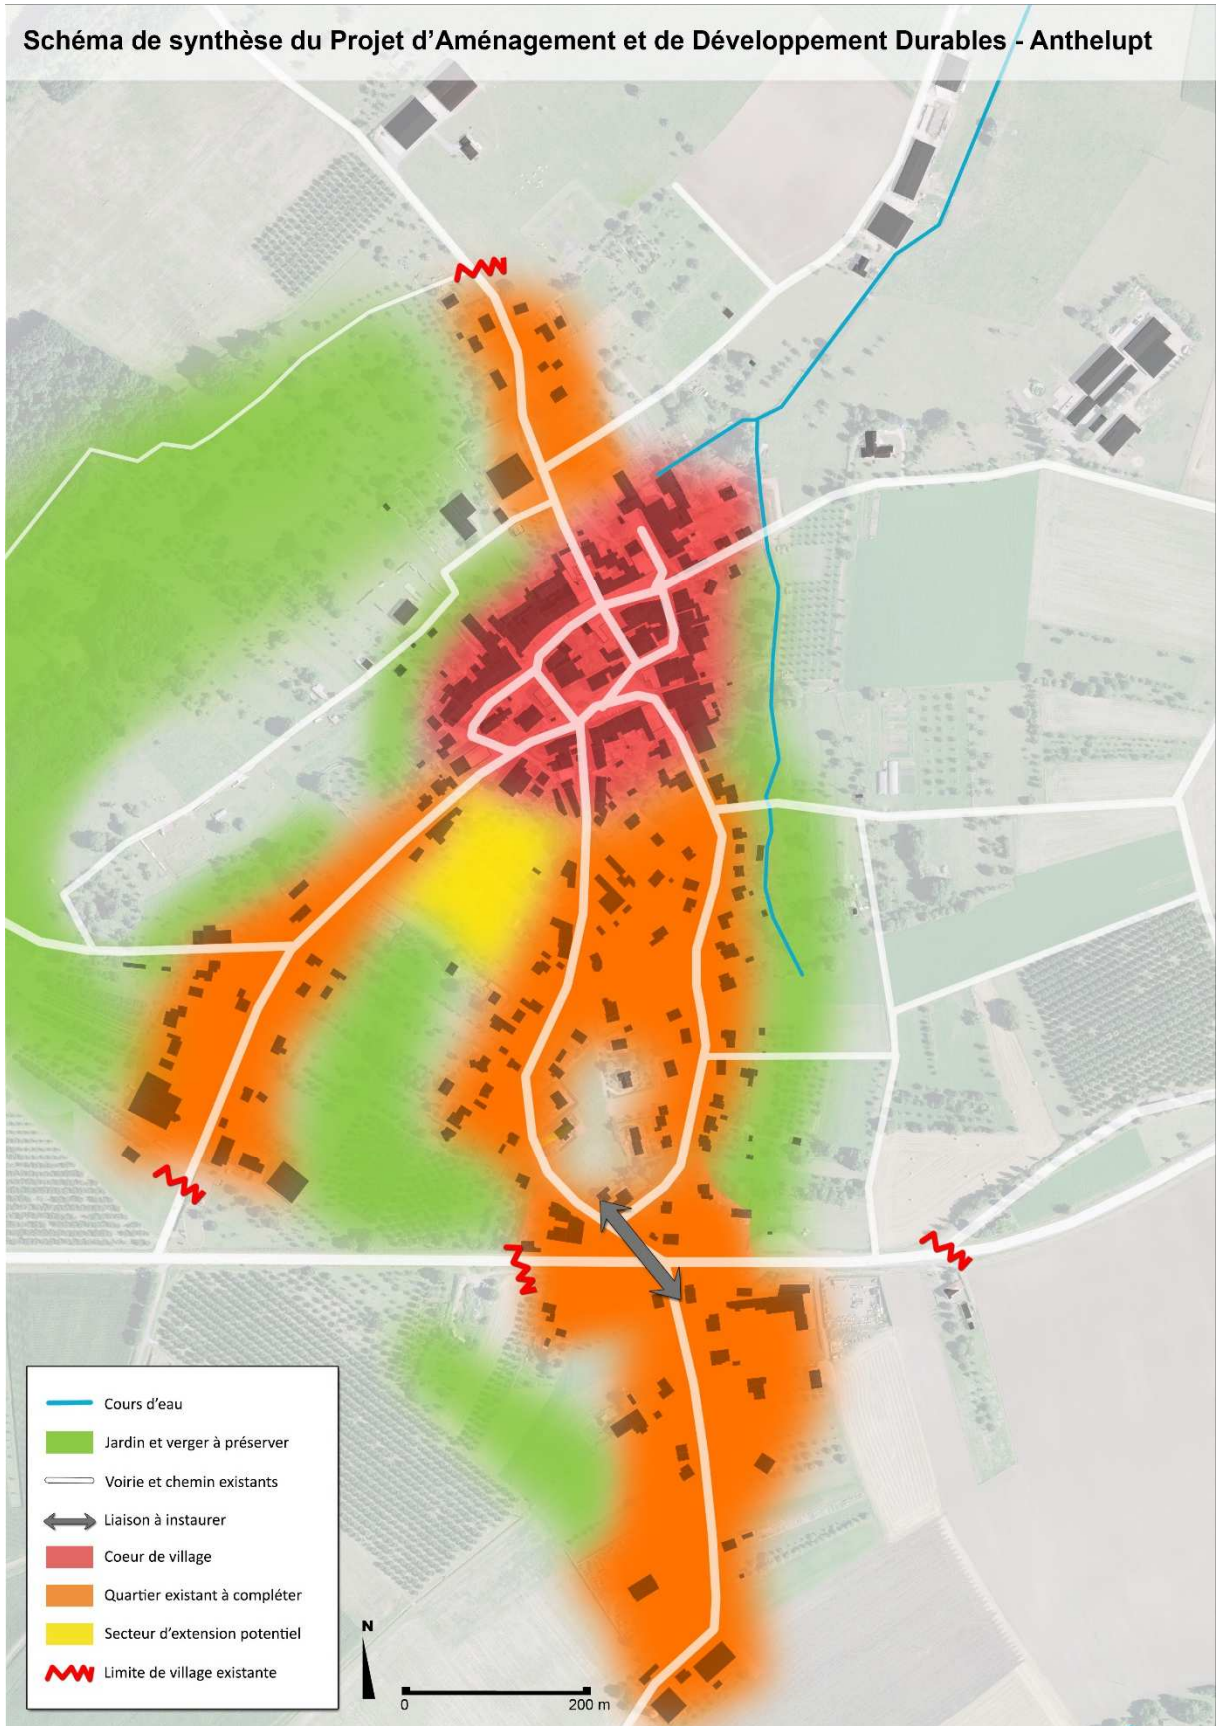 Schéma de synthèse du Projet d'Aménagement et de Développement Durables - Anthelupt
Cours d'eau
Jardin et verger à préserver
Voirie et chemin existants
Liaison à instaurer
Coeur de village
Quartier existant à compléter
Secteur d'extension potentiel
Limite de village existante
N
0 200 m